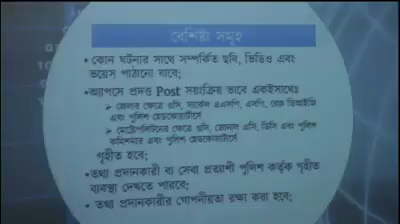 বেশিষ্ট্য সমূহ
• কোন ঘটনার সাথে সম্পর্কিত ছবি, ভিডিও এবং
ভয়েস পাঠানো যাবে;
• অ্যাপসে প্রদত্ত Post সয়ংক্রিয় ভাবে একইসাথেঃ
➢ জেলার ক্ষেত্রে ওসি, সার্কেল এএসপি, এসপি, রেঞ্জ ডিআইজি
এবং পুলিশ হেডকোয়ার্টার্সে
➢ মেট্রোপলিটনের ক্ষেত্রে ওসি, জোনাল এসি, ডিসি এবং পুলিশ
কমিশনার এবং পুলিশ হেডকোয়ার্টার্সে
গৃহীত হবে;
• তথ্য প্রদানকারী বা সেবা প্রত্যাশী পুলিশ কর্তৃক গৃহীত
ব্যবস্থা দেখতে পারবে;
• তথ্য প্রদানকারীর গোপনীয়তা রক্ষা করা হবে;